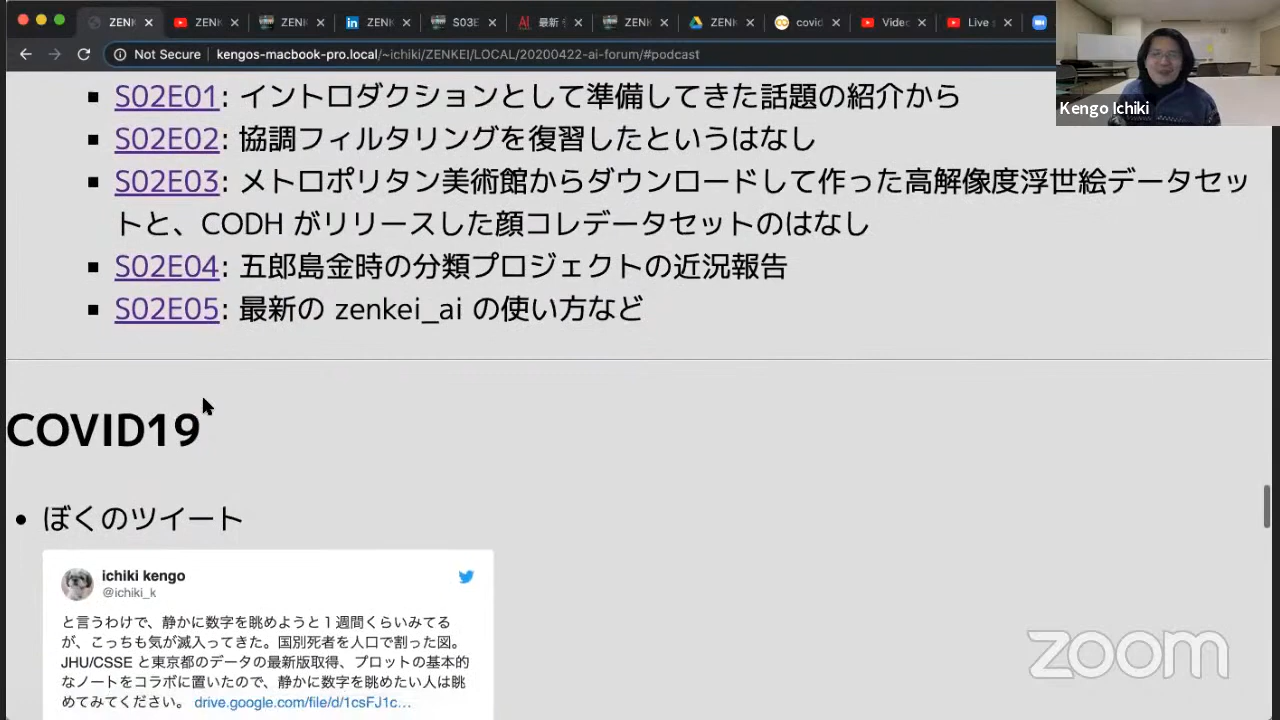 ZENK
ZENK
ZENK
ZENK
S03E
最新
ZENK
ZENK
covid
Video
Live s
Not Secure
kengos-macbook-pro.local/~ichiki/ZENKEI/LOCAL/20200422-ai-forum/#podcast
Kengo Ichiki
S02E01: イントロダクションとして準備してきた話題の紹介から
S02E02: 協調フィルタリングを復習したというはなし
S02E03: メトロポリタン美術館からダウンロードして作った高解像度浮世絵データセッ
トと、CODH がリリースした顔コレデータセットのはなし
S02E04: 五郎島金時の分類プロジェクトの近況報告
S02E05: 最新の zenkei_ai の使い方など
COVID19
ぼくのツイート
ichiki kengo
@ichiki_k
と言うわけで、静かに数字を眺めようと１週間くらいみてる
が、こっちも気が滅入ってきた。国別死者を人口で割った図。
JHU/CSSE と東京都のデータの最新版取得、プロットの基本的
なノートをコラボに置いたので、静かに数字を眺めたい人は眺
めてみてください。 drive.google.com/file/d/1csFJ1c…
zoom